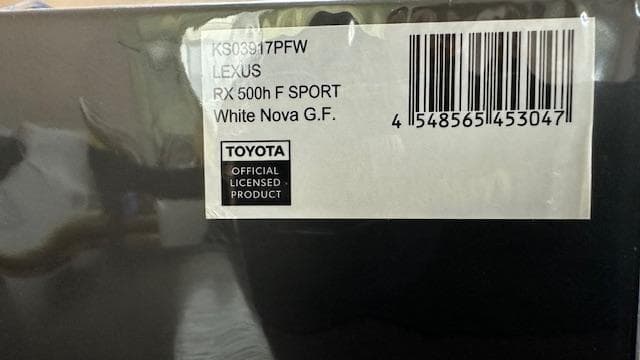 KS03917PFW
LEXUS
RX 500h F SPORT
White Nova G.F.
4 548565 453047
TOYOTA
OFFICIAL
LICENSED
PRODUCT